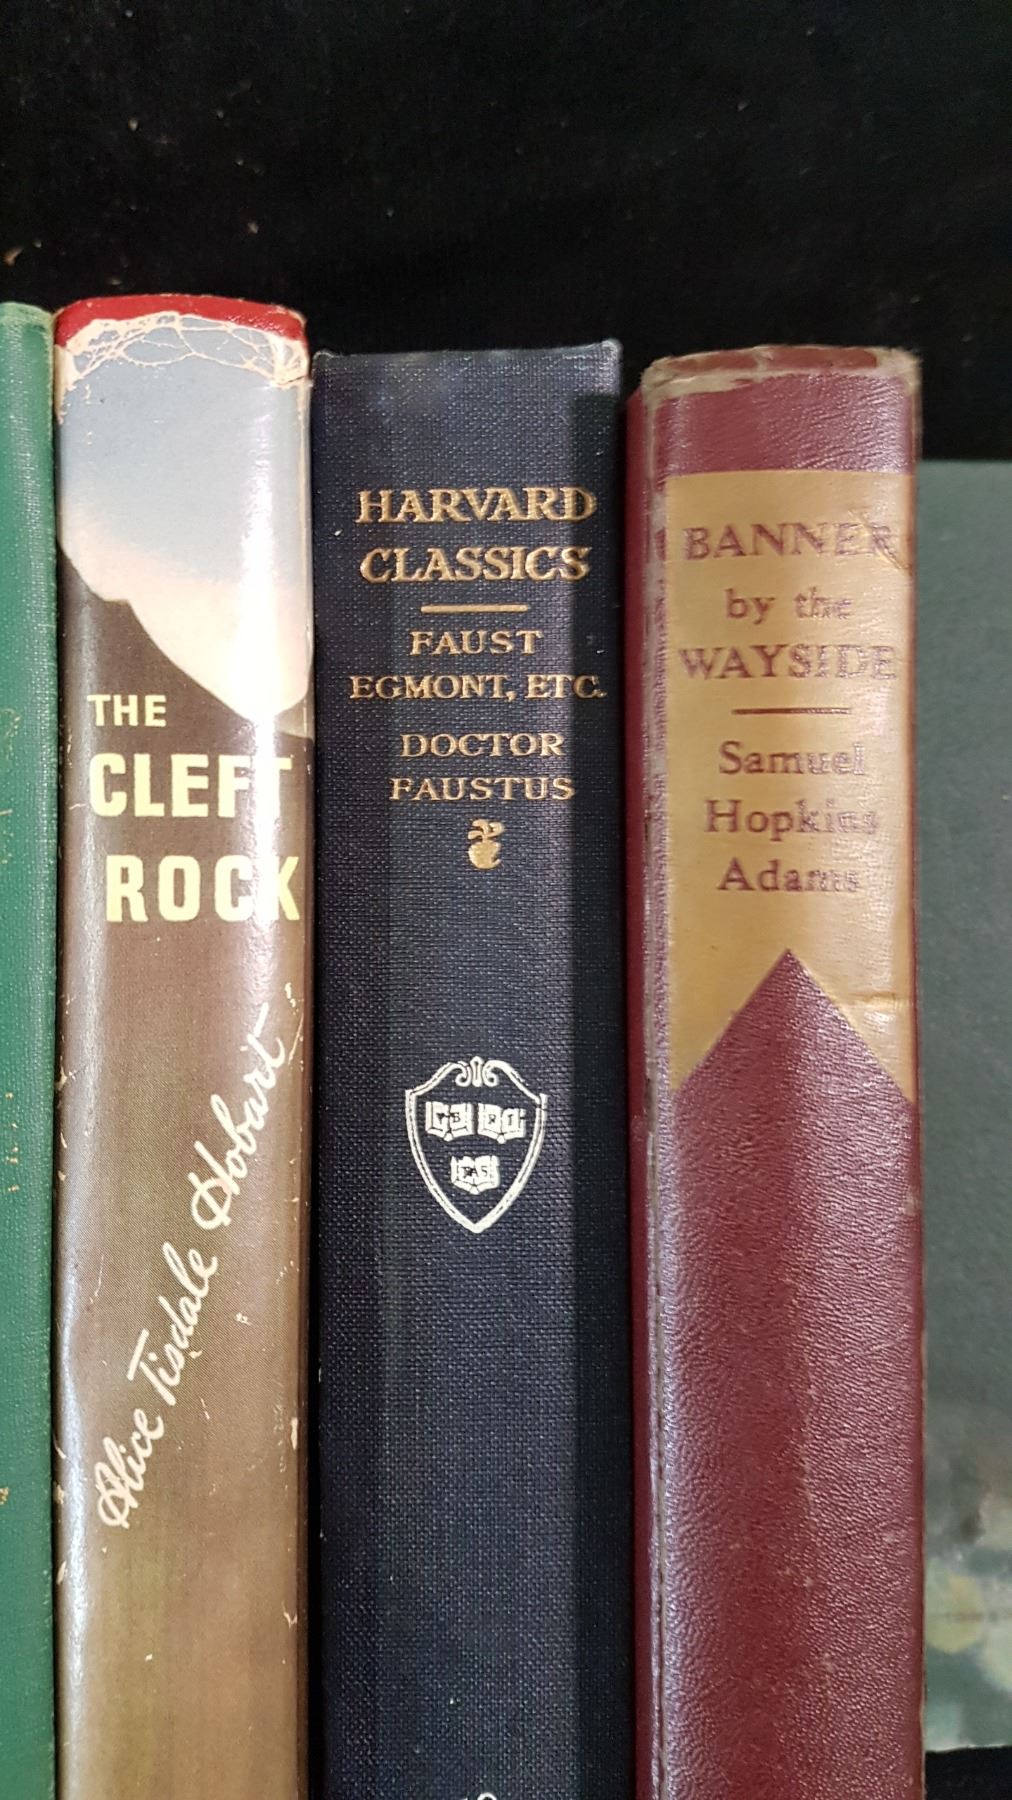 THE
CLEFT
ROCK
Alice Tisdale Hobart
HARVARD
CLASSICS
FAUST
EGMONT, ETC.
DOCTOR
FAUSTUS
BANNER
by the
WAYSIDE
Samuel
Hopkins
Adams